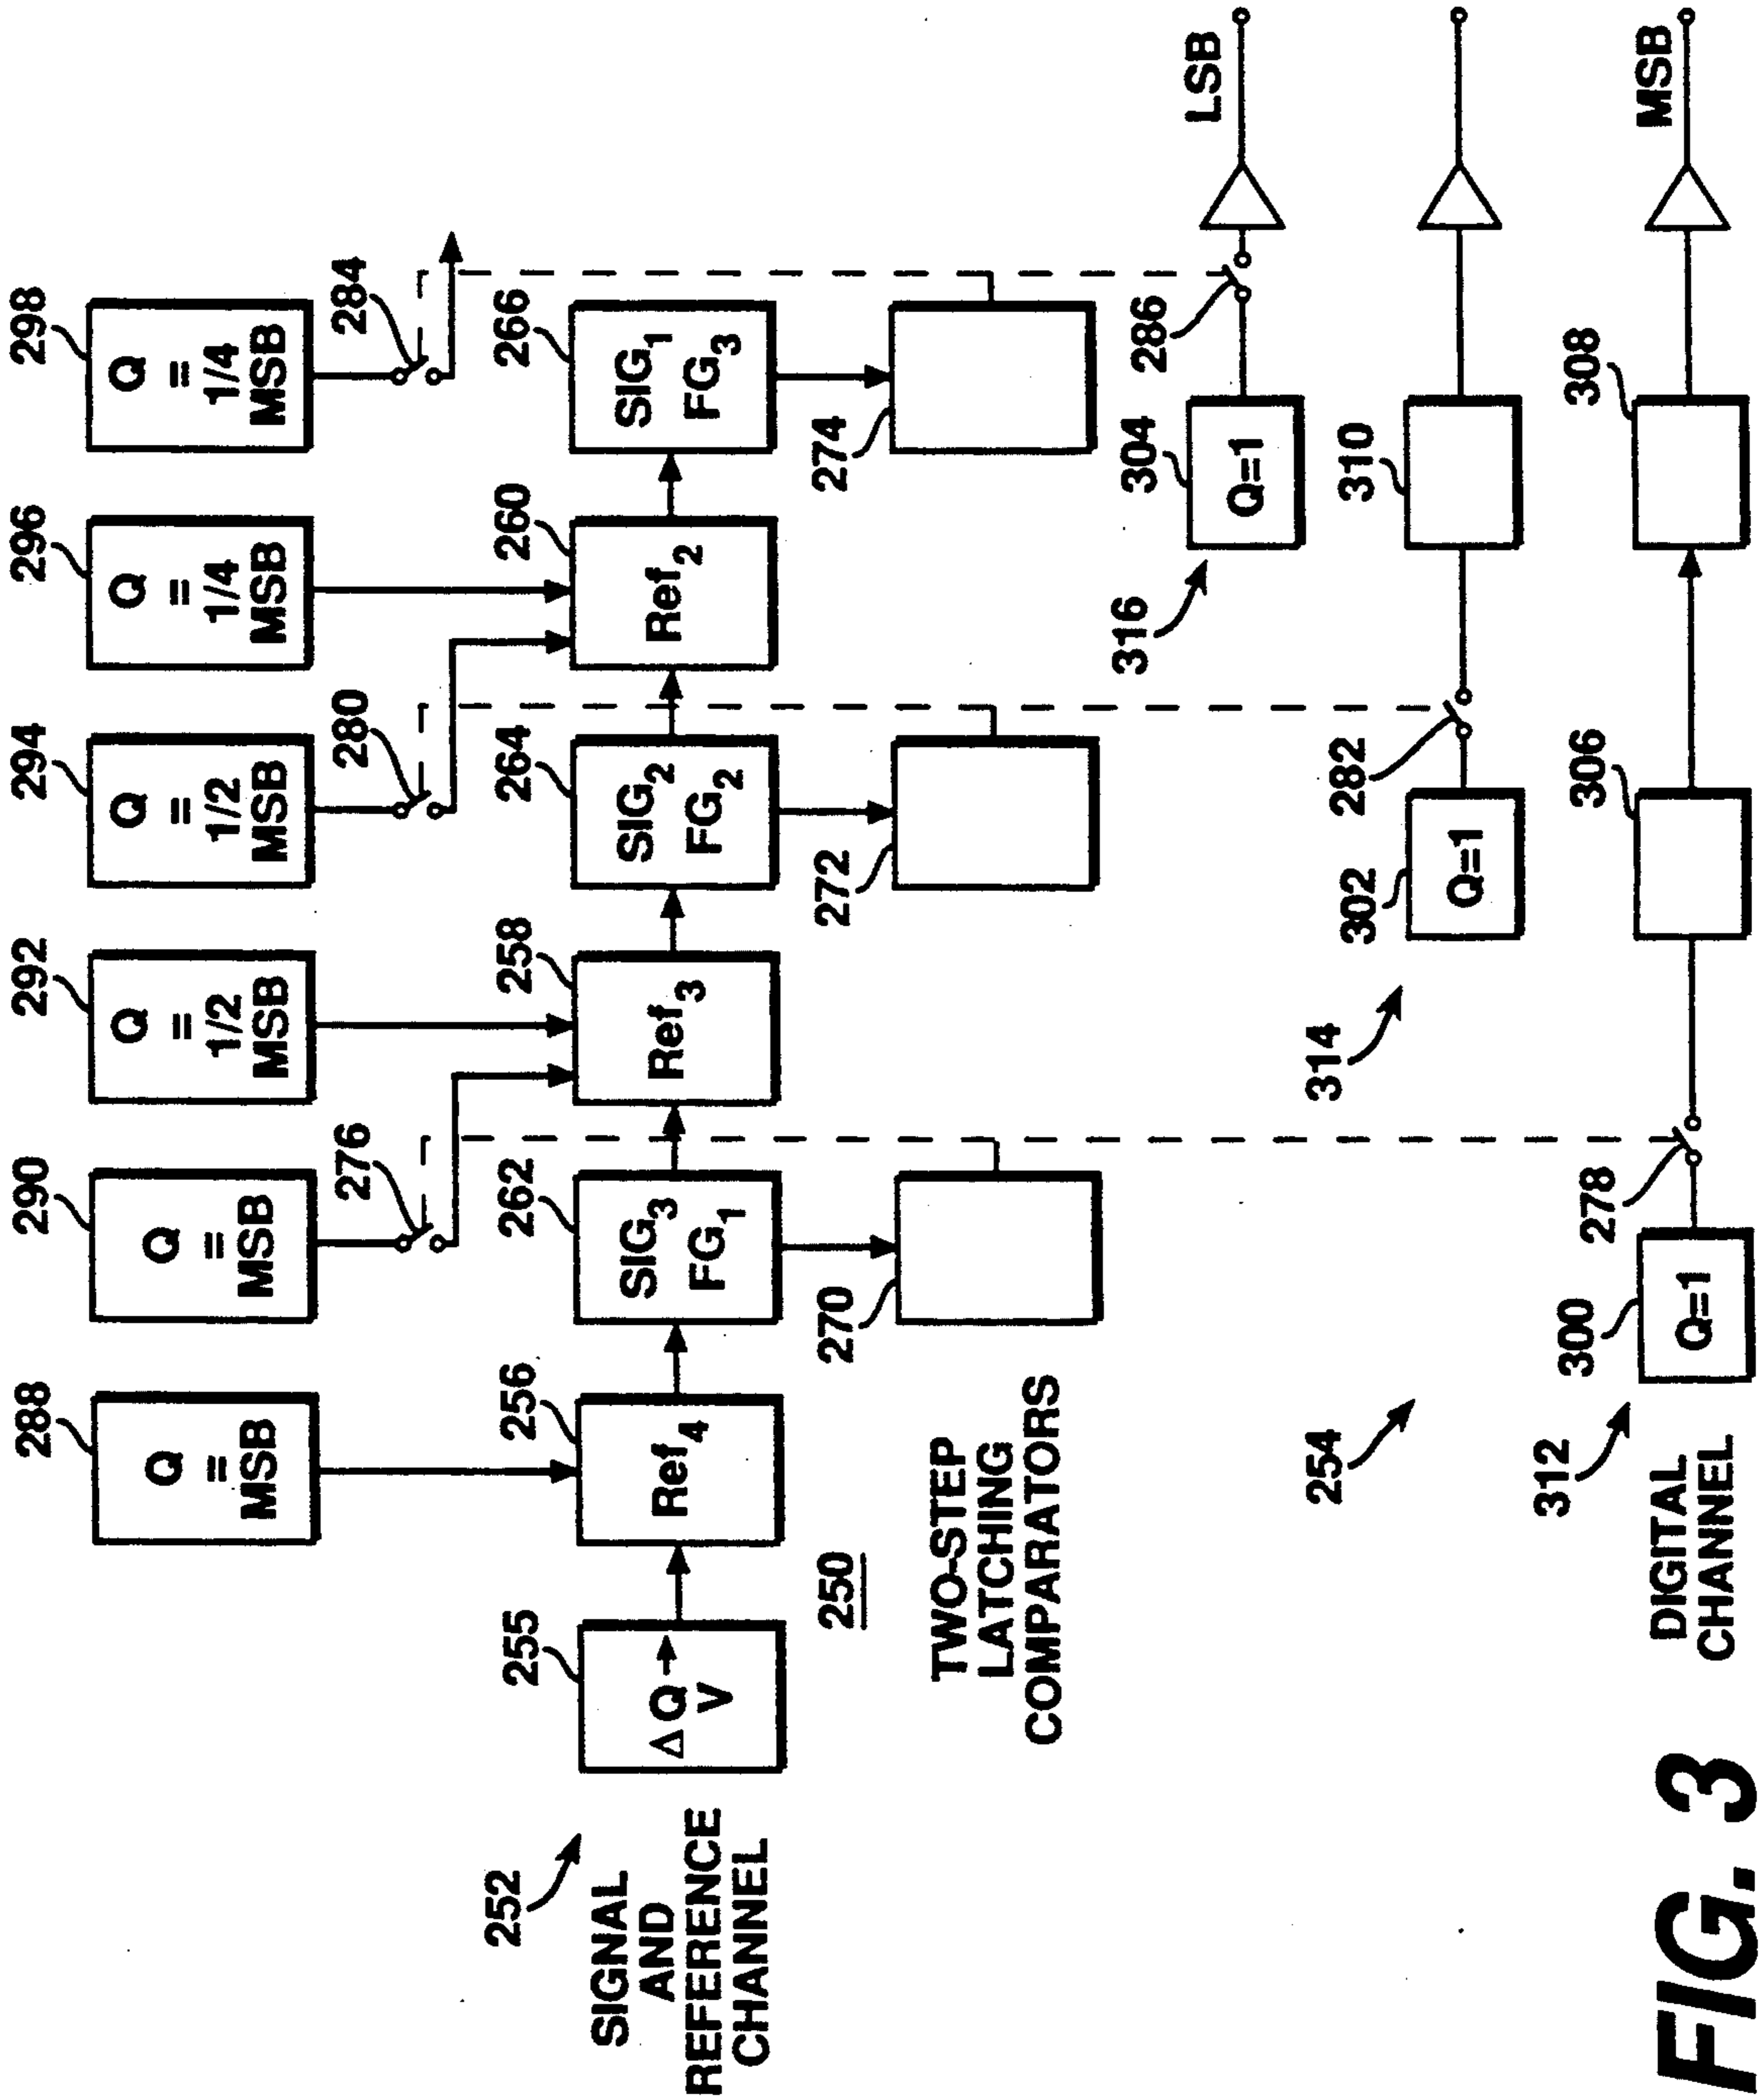 288
290
292
294
296
298
Q
=
MSB
Q
=
MSB
Q
=
1/2
MSB
Q
=
1/2
MSB
Q
=
1/4
MSB
Q
=
1/4
MSB
276
280
284
252
255
256
262
258
264
260
266
SIGNAL
AND
REFERENCE
CHANNEL
Δ Q →
V
Ref4
SIG3
FG1
Ref3
SIG2
FG2
Ref2
SIG1
FG3
250
270
272
274
TWO-STEP
LATCHING
COMPARATORS
286
LSB
316
304
Q=1
254
314
282
302
Q=1
310
312
278
300
Q=1
306
308
MSB
DIGITAL
CHANNEL
FIG. 3